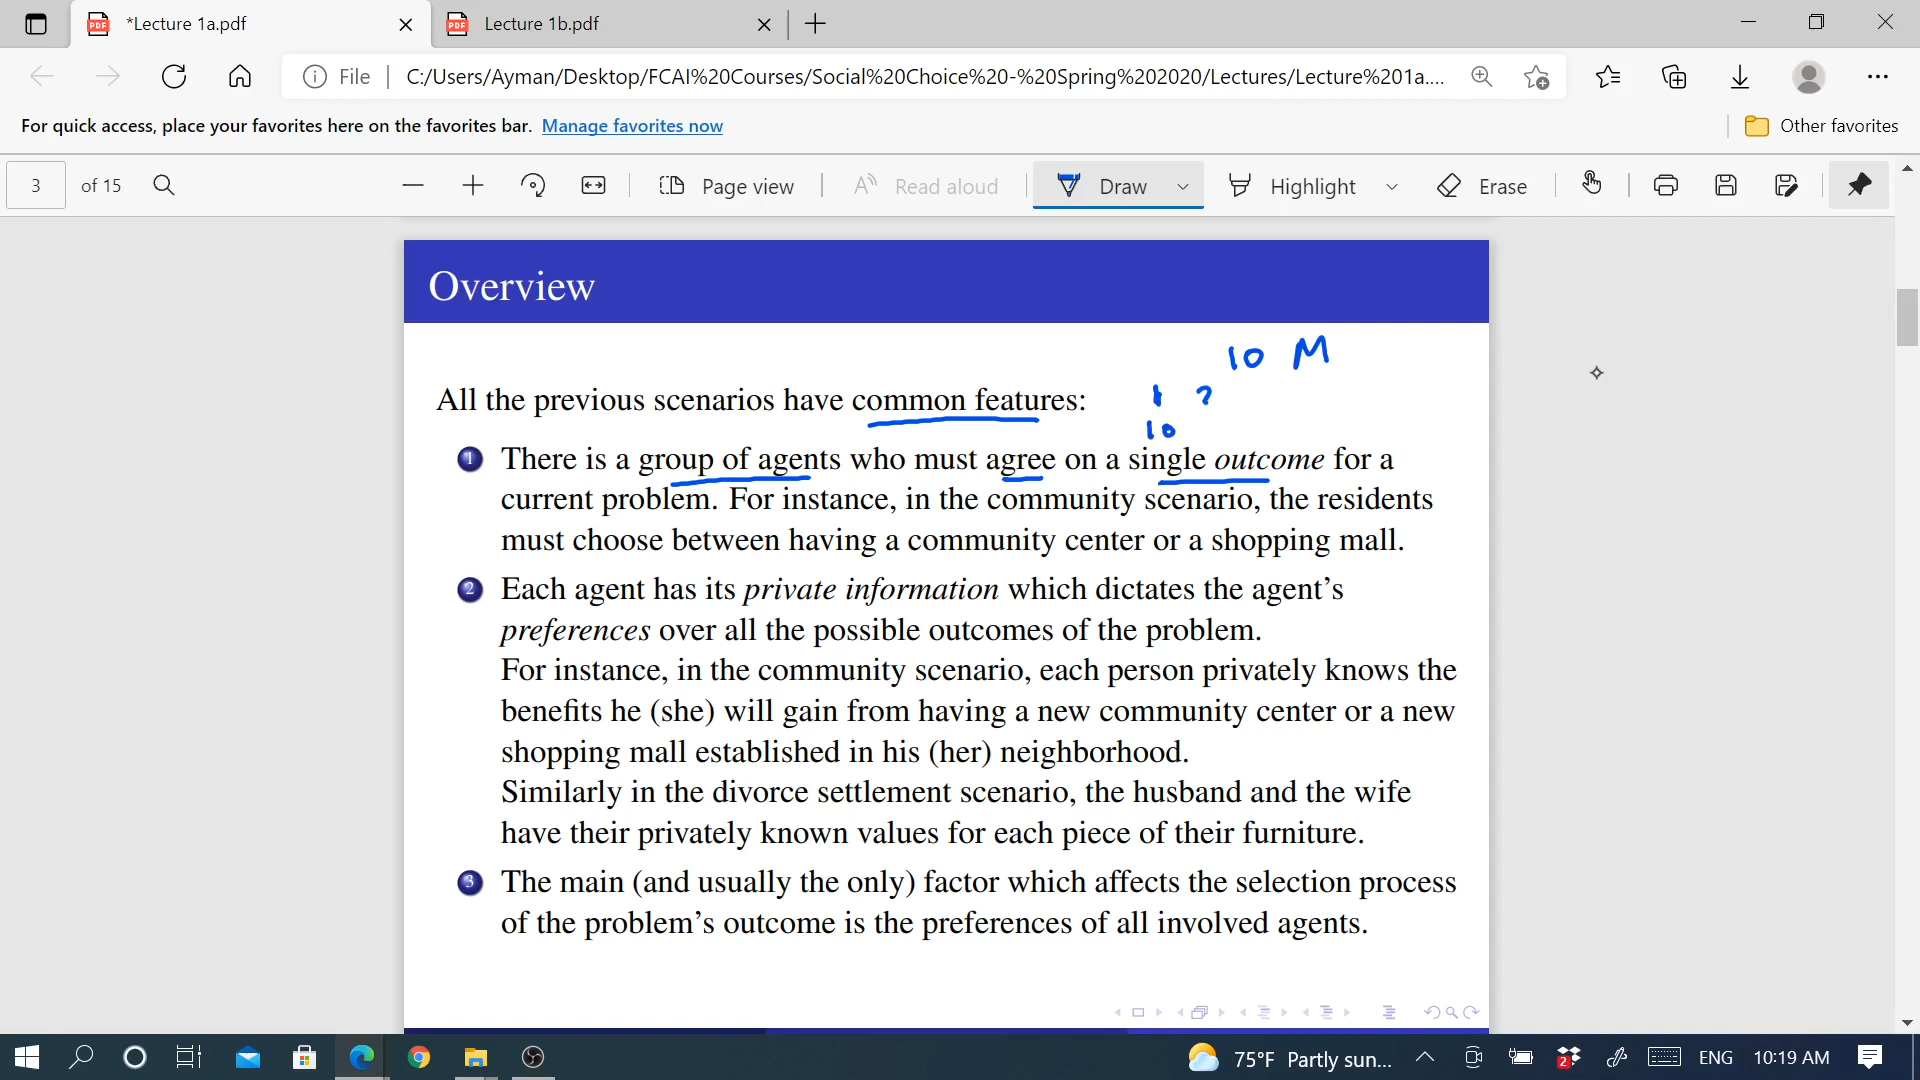 *Lecture 1a.pdf
Lecture 1b.pdf
File C:/Users/Ayman/Desktop/FCAI%20Courses/Social%20Choice%20-%20Spring%202020/Lectures/Lecture%201a....
For quick access, place your favorites here on the favorites bar. Manage favorites now
Other favorites
3 of 15
Page view
Read aloud
Draw
Highlight
Erase
Overview
10 M
All the previous scenarios have common features:
1 ?
10
1 There is a group of agents who must agree on a single outcome for a
current problem. For instance, in the community scenario, the residents
must choose between having a community center or a shopping mall.
2 Each agent has its private information which dictates the agent's
preferences over all the possible outcomes of the problem.
For instance, in the community scenario, each person privately knows the
benefits he (she) will gain from having a new community center or a new
shopping mall established in his (her) neighborhood.
Similarly in the divorce settlement scenario, the husband and the wife
have their privately known values for each piece of their furniture.
3 The main (and usually the only) factor which affects the selection process
of the problem's outcome is the preferences of all involved agents.
75°F Partly sun...
2
ENG
10:19 AM